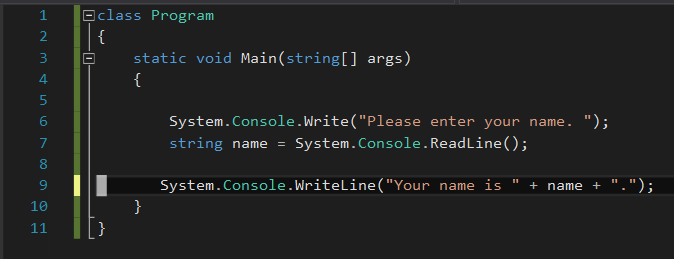 1 class Program
2 {
3 static void Main(string[] args)
4 {
5
6 System.Console.Write("Please enter your name. ");
7 string name = System.Console.ReadLine();
8
9 System.Console.WriteLine("Your name is " + name + ".");
10 }
11 }